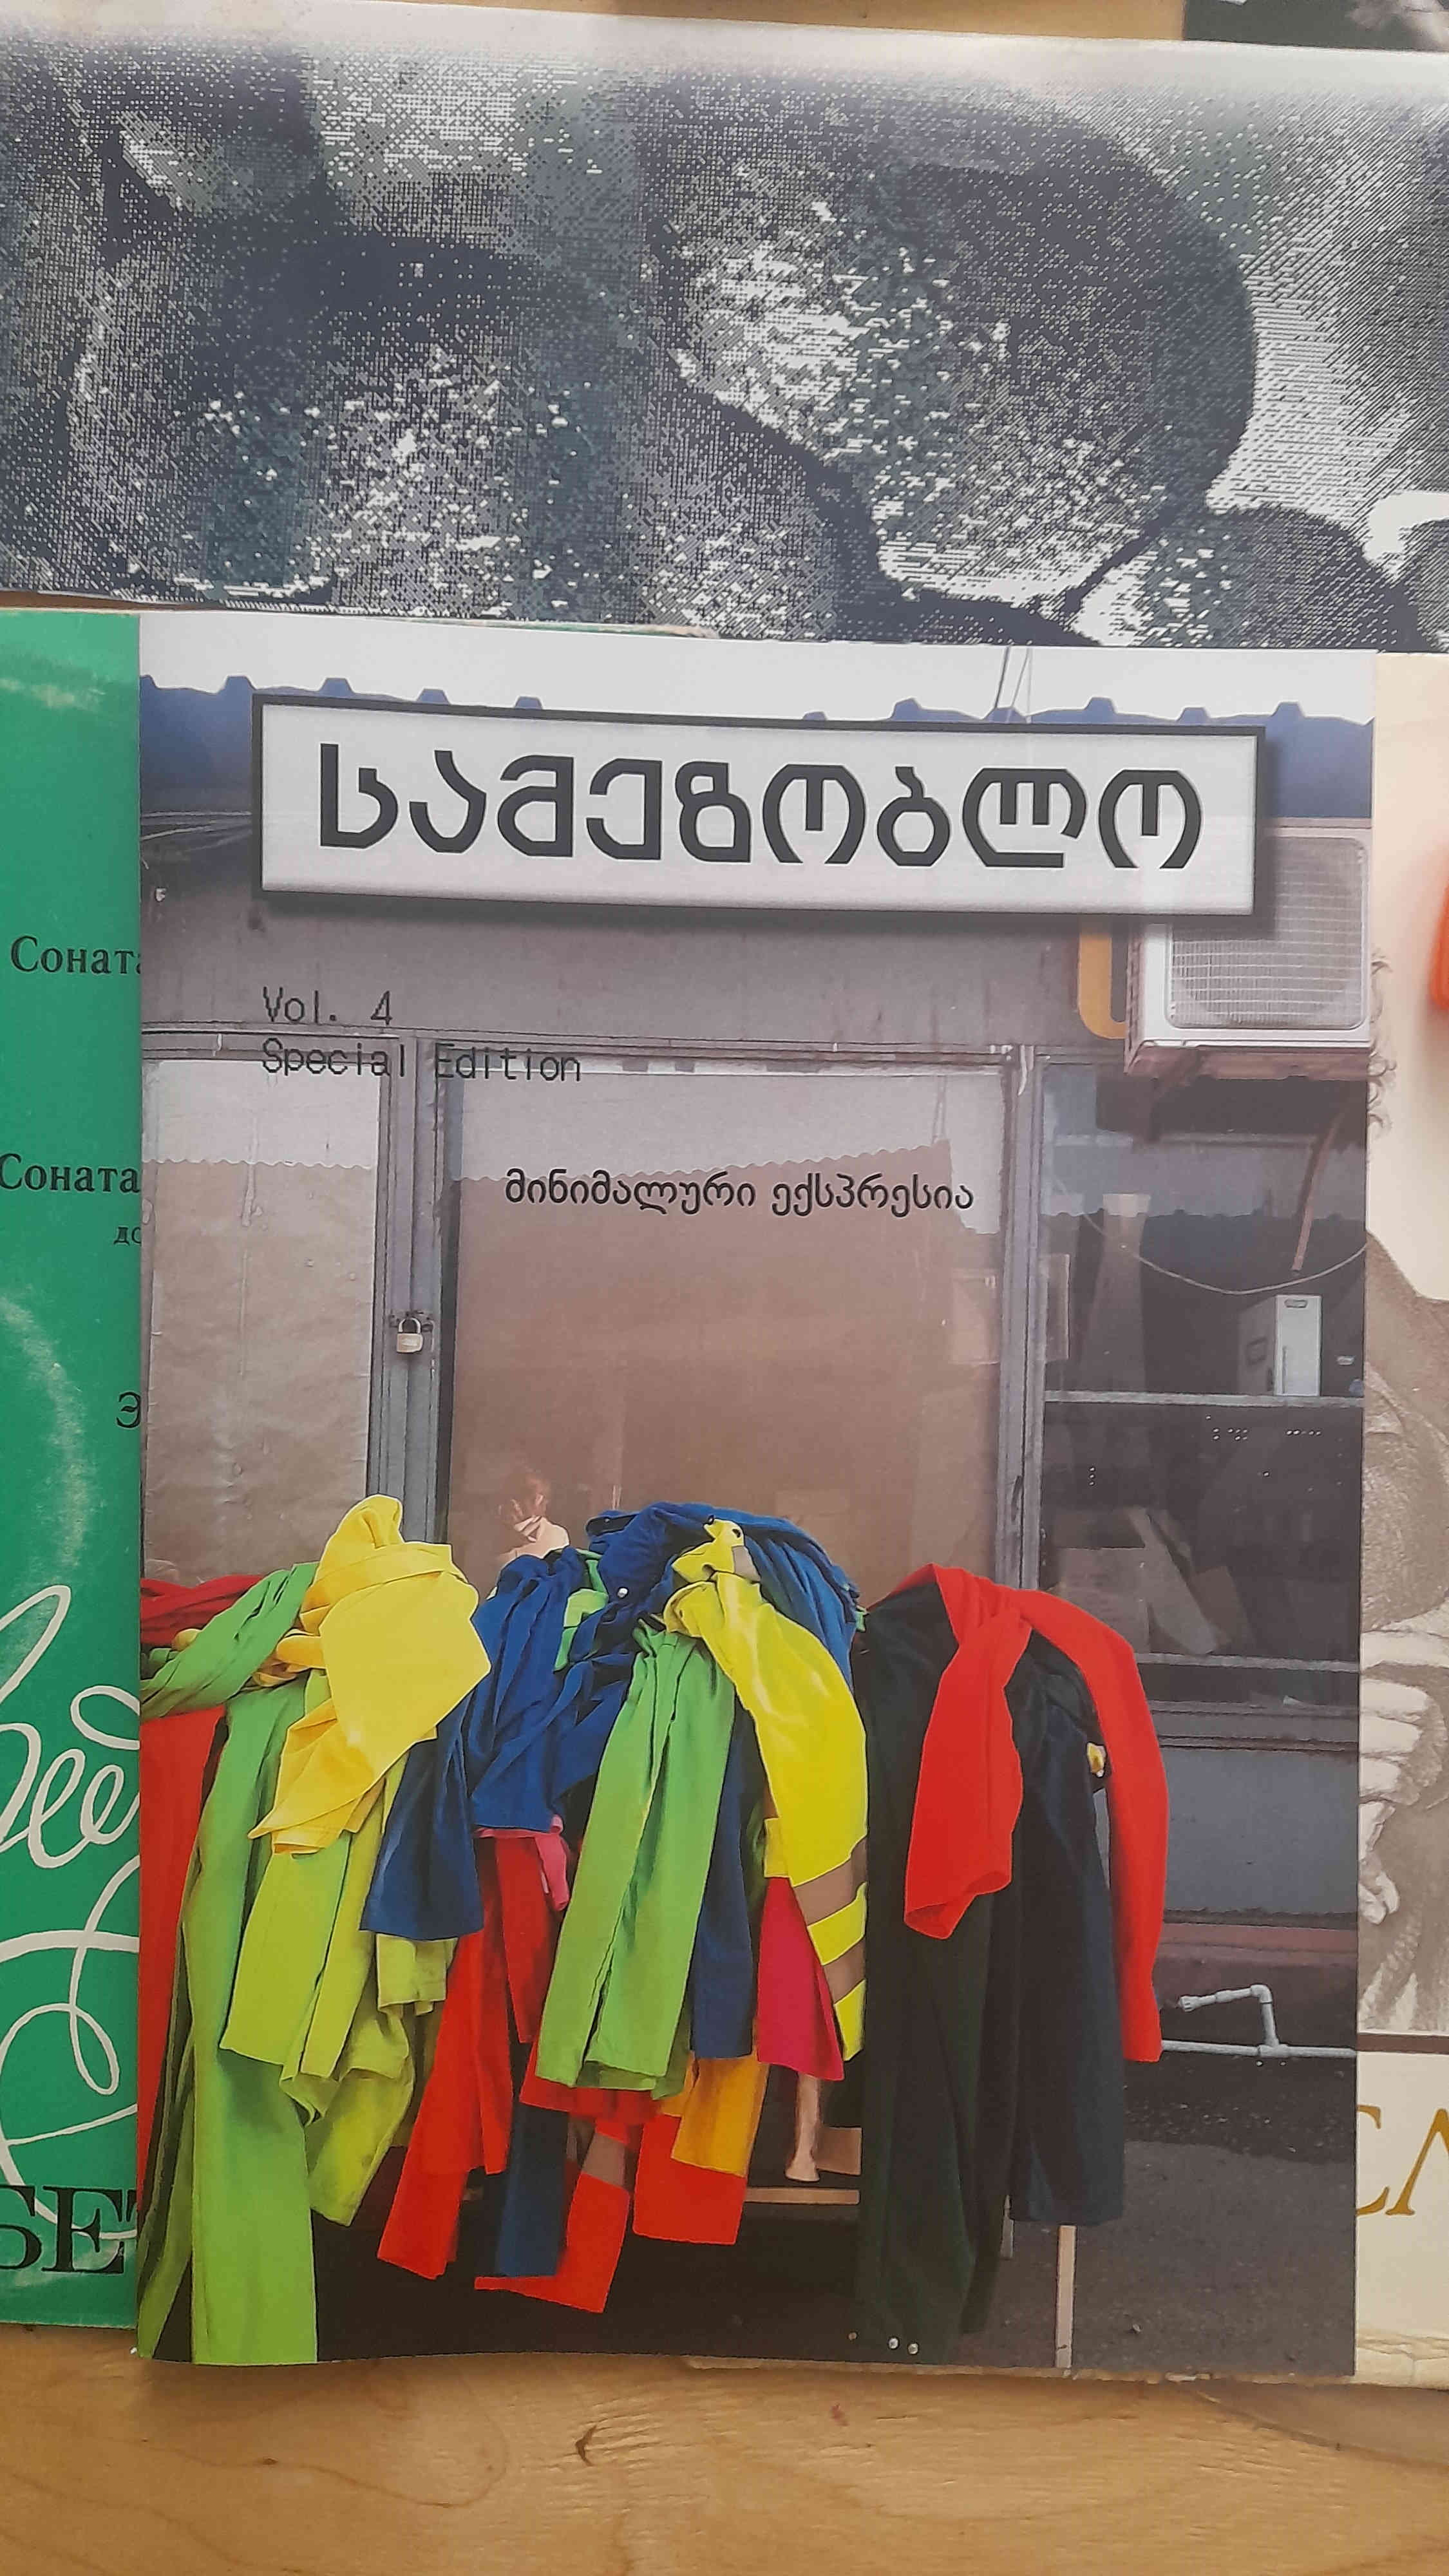 სამეზობლო
Vol. 4
Special Edition
მინიმალური ექსპრესია
Соната
Соната